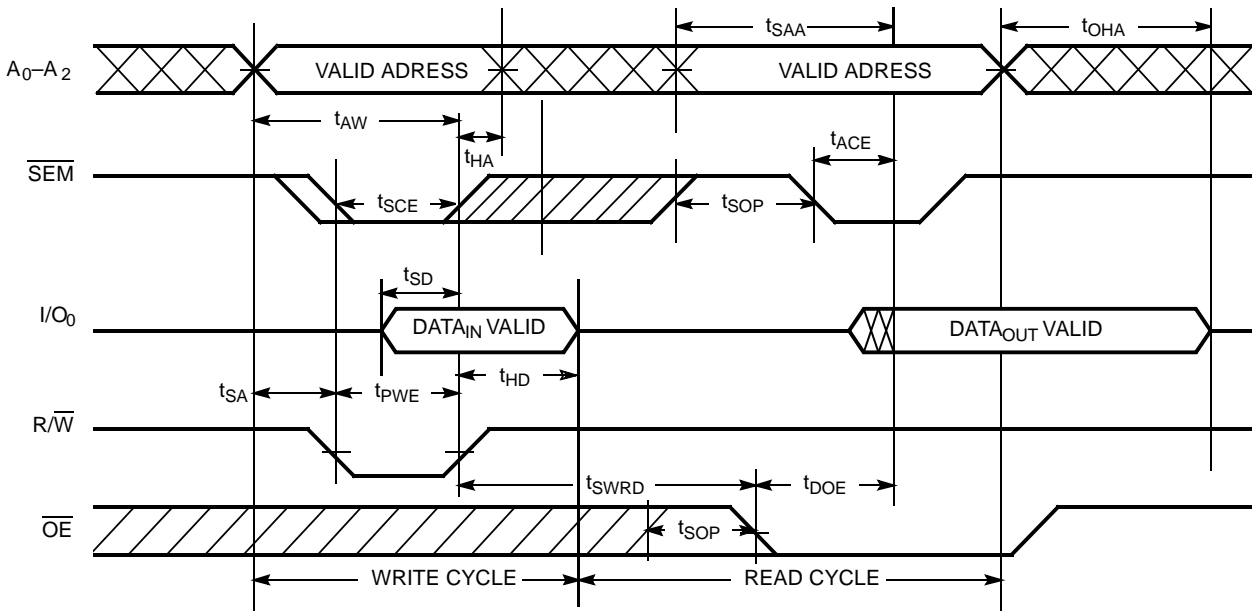 tSAA
tOHA
A0–A2
VALID ADRESS
VALID ADRESS
tAW
tHA
tACE
SEM
tSCE
tSOP
tSD
I/O0
DATAIN VALID
DATAOUT VALID
tSA
tPWE
tHD
R/W
tSWRD
tDOE
OE
tSOP
WRITE CYCLE
READ CYCLE